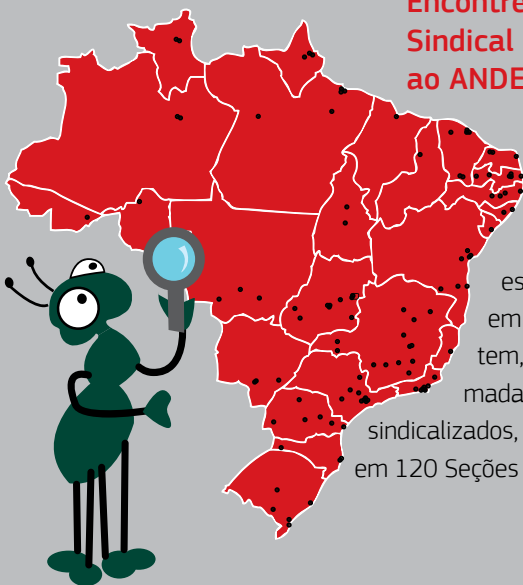 Encontre
Sindical
ao ANDE
es
em
tem,
mada
sindicalizados,
em 120 Seções